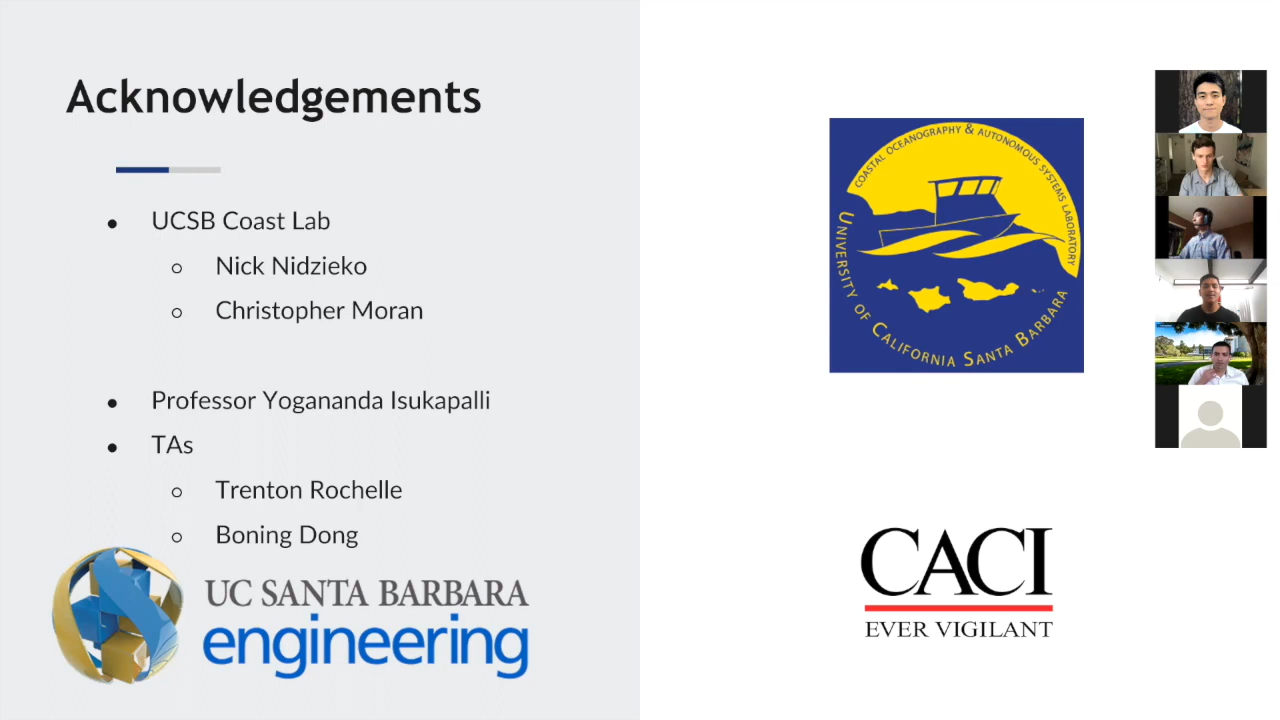 Acknowledgements
UCSB Coast Lab
Nick Nidzieko
Christopher Moran
Professor Yogananda Isukapalli
TAs
Trenton Rochelle
Boning Dong
UC SANTA BARBARA
engineering
COASTAL OCEANOGRAPHY & AUTONOMOUS SYSTEMS LABORATORY
UNIVERSITY OF CALIFORNIA SANTA BARBARA
CACI
EVER VIGILANT